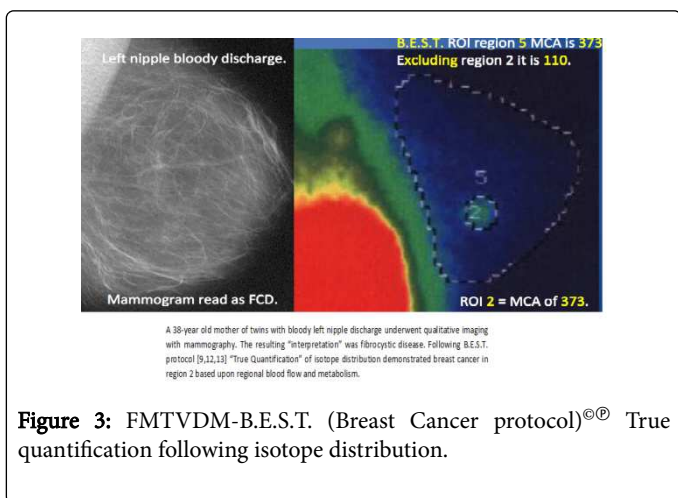 Left nipple bloody discharge.
Mammogram read as FCD.
B.E.S.T. ROI region 5 MCA is 373
Excluding region 2 it is 110.
5
2
ROI 2 = MCA of 373.
A 38-year old mother of twins with bloody left nipple discharge underwent qualitative imaging
with mammography. The resulting "interpretation" was fibrocystic disease. Following B.E.S.T.
protocol [9,12,13] "True Quantification" of isotope distribution demonstrated breast cancer in
region 2 based upon regional blood flow and metabolism.
Figure 3: FMTVDM-B.E.S.T. (Breast Cancer protocol)©℗ True
quantification following isotope distribution.